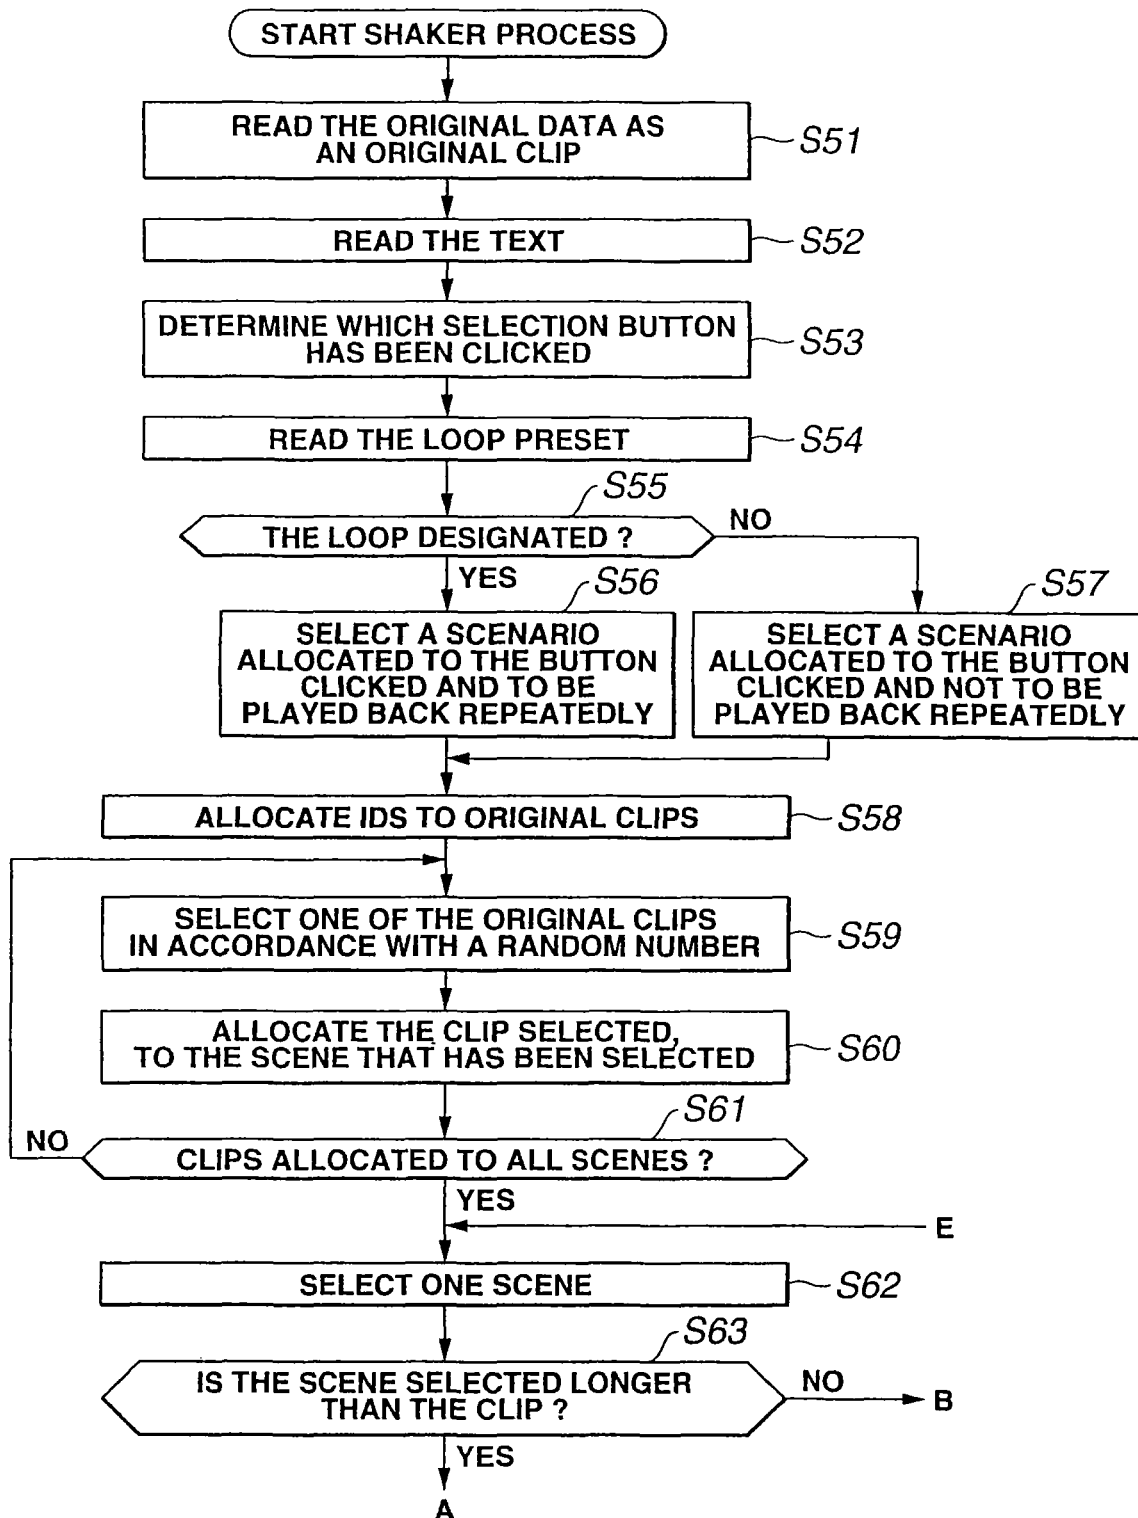 START SHAKER PROCESS
READ THE ORIGINAL DATA AS
AN ORIGINAL CLIP
S51
READ THE TEXT
S52
DETERMINE WHICH SELECTION BUTTON
HAS BEEN CLICKED
S53
READ THE LOOP PRESET
S54
S55
THE LOOP DESIGNATED ?
NO
YES
S56
SELECT A SCENARIO
ALLOCATED TO THE BUTTON
CLICKED AND TO BE
PLAYED BACK REPEATEDLY
S57
SELECT A SCENARIO
ALLOCATED TO THE BUTTON
CLICKED AND NOT TO BE
PLAYED BACK REPEATEDLY
ALLOCATE IDS TO ORIGINAL CLIPS
S58
SELECT ONE OF THE ORIGINAL CLIPS
IN ACCORDANCE WITH A RANDOM NUMBER
S59
ALLOCATE THE CLIP SELECTED,
TO THE SCENE THAT HAS BEEN SELECTED
S60
S61
NO
CLIPS ALLOCATED TO ALL SCENES ?
YES
E
SELECT ONE SCENE
S62
S63
IS THE SCENE SELECTED LONGER
THAN THE CLIP ?
NO
B
YES
A